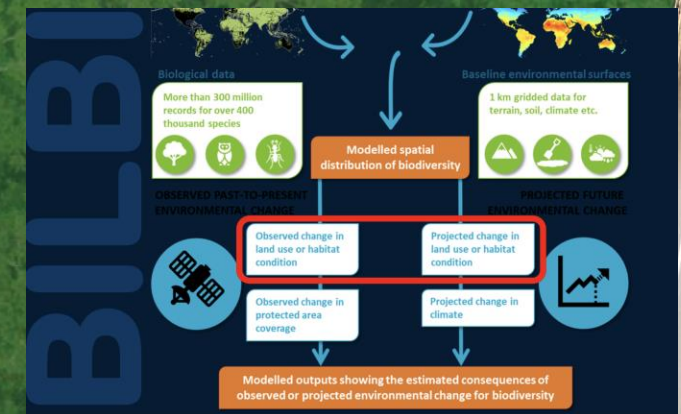 BILBI
Biological data
More than 300 million
records for over 400
thousand species
Baseline environmental surfaces
1 km gridded data for
terrain, soil, climate etc.
Modelled spatial
distribution of biodiversity
OBSERVED PAST-TO-PRESENT
ENVIRONMENTAL CHANGE
PROJECTED FUTURE
ENVIRONMENTAL CHANGE
Observed change in
land use or habitat
condition
Projected change in
land use or habitat
condition
Observed change in
protected area
coverage
Projected change in
climate
Modelled outputs showing the estimated consequences of
observed or projected environmental change for biodiversity